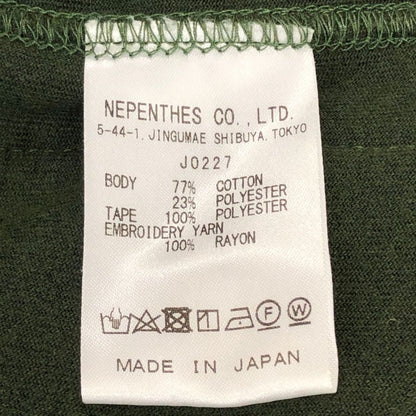 NEPENTHES CO., LTD.
5-44-1, JINGUMAE SHIBUYA, TOKYO
J0227
BODY 77% COTTON
23% POLYESTER
TAPE 100% POLYESTER
EMBROIDERY YARN
100% RAYON
F W
MADE IN JAPAN